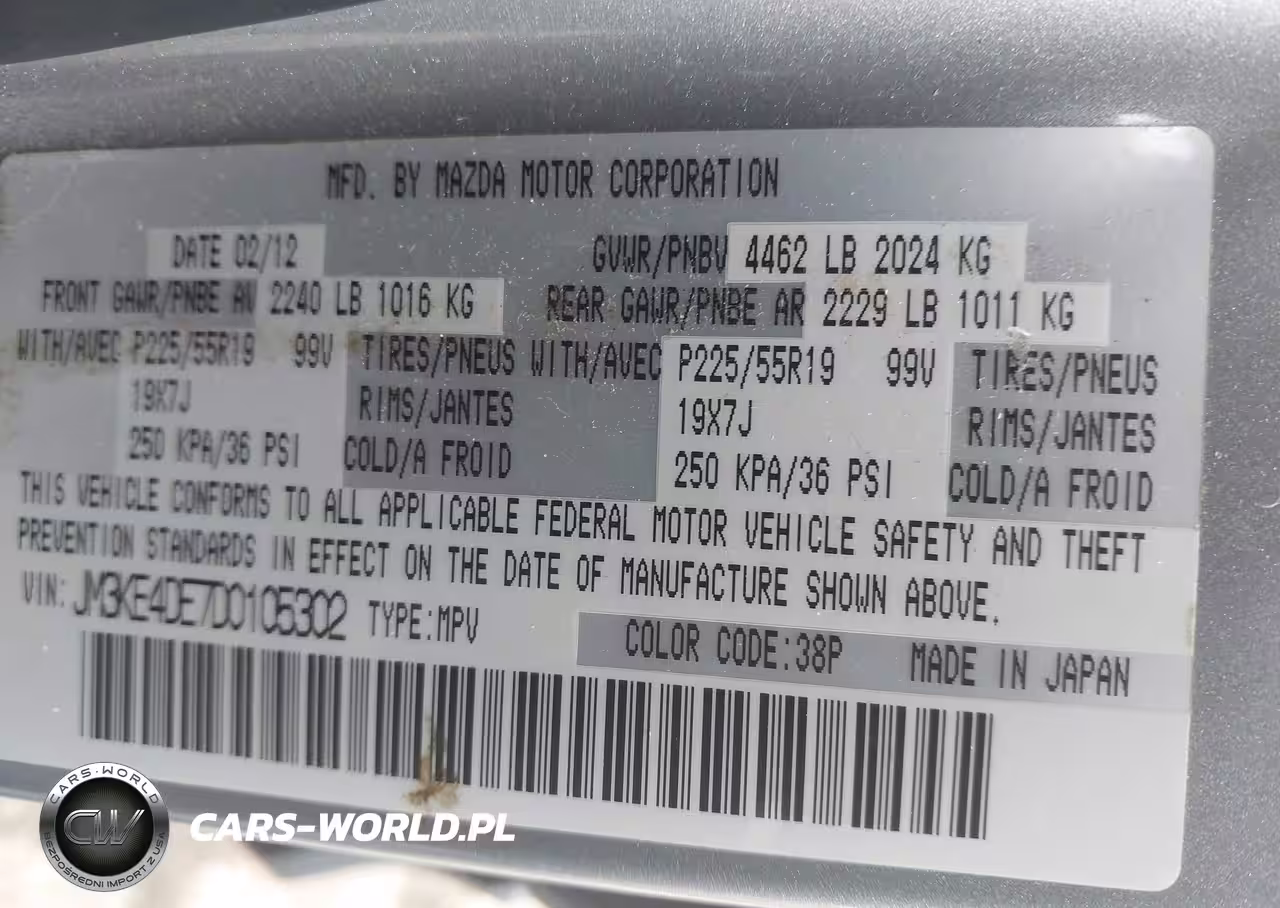 MFD. BY MAZDA MOTOR CORPORATION
DATE 02/12 GVWR/PNBV 4462 LB 2024 KG
FRONT GAWR/PNBE AV 2240 LB 1016 KG REAR GAWR/PNBE AR 2229 LB 1011 KG
WITH/AVEC P225/55R19 99V TIRES/PNEUS WITH/AVEC P225/55R19 99V TIRES/PNEUS
19X7J RIMS/JANTES 19X7J RIMS/JANTES
250 KPA/36 PSI COLD/A FROID 250 KPA/36 PSI COLD/A FROID
THIS VEHICLE CONFORMS TO ALL APPLICABLE FEDERAL MOTOR VEHICLE SAFETY AND THEFT
PREVENTION STANDARDS IN EFFECT ON THE DATE OF MANUFACTURE SHOWN ABOVE.
VIN: JM3KE4DE7D0105302 TYPE:MPV COLOR CODE:38P MADE IN JAPAN
CARS-WORLD
CW
BEZPOŚREDNI IMPORT Z USA
CARS-WORLD.PL